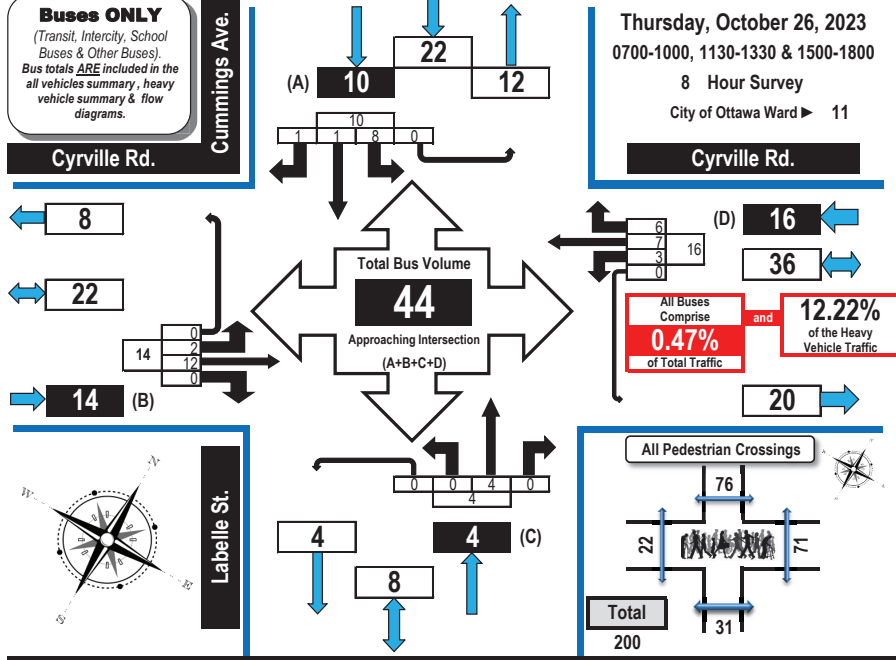 Buses ONLY
(Transit, Intercity, School
Buses & Other Buses).
Bus totals ARE included in the
all vehicles summary, heavy
vehicle summary & flow
diagrams.
Cummings Ave.
Cyrville Rd.
22
(A) 10 12
10
1 1 8 0
Thursday, October 26, 2023
0700-1000, 1130-1330 & 1500-1800
8 Hour Survey
City of Ottawa Ward ► 11
Cyrville Rd.
8
22
14
0
2
12
0
14 (B)
Total Bus Volume
44
Approaching Intersection
(A+B+C+D)
6
7
3
0
16
(D) 16
36
All Buses
Comprise
0.47%
of Total Traffic
and
12.22%
of the Heavy
Vehicle Traffic
20
N
W
E
S
Labelle St.
0 0 4 0
4
4 4 (C)
8
All Pedestrian Crossings
76
22
71
31
Total
200